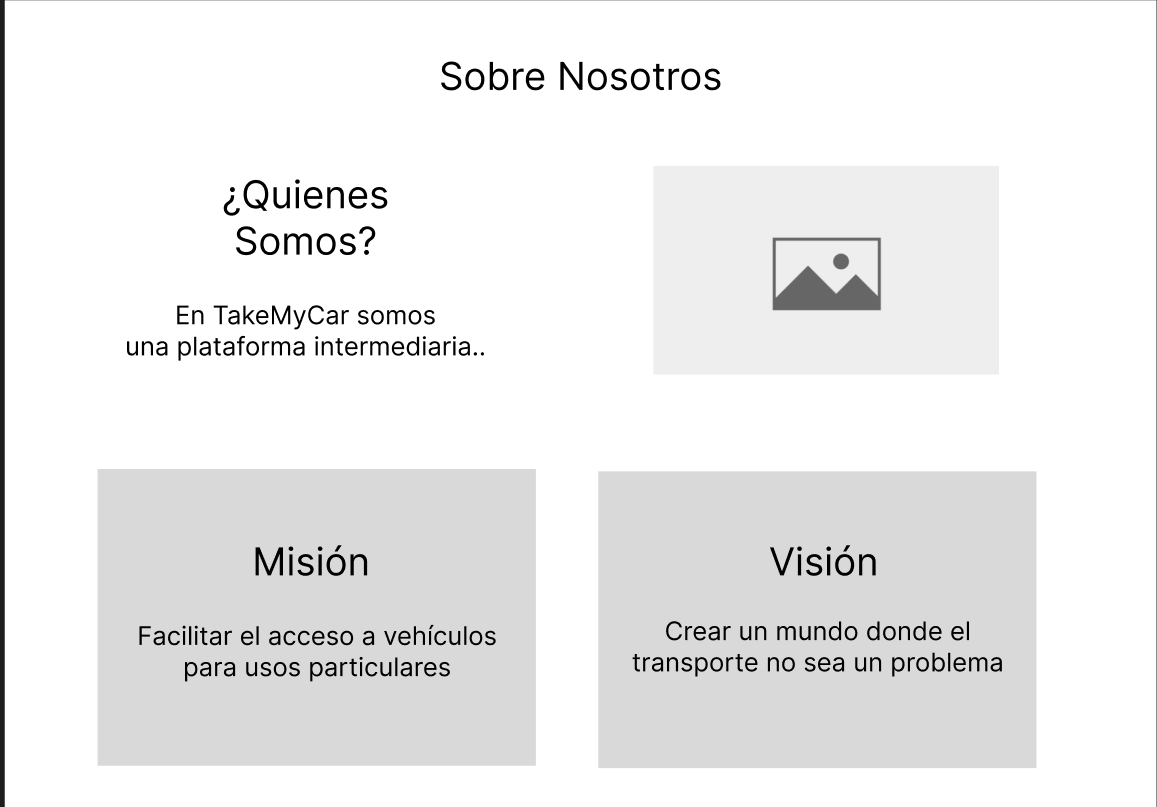 Sobre Nosotros
¿Quienes
Somos?
En TakeMyCar somos
una plataforma intermediaria..
Misión
Facilitar el acceso a vehículos
para usos particulares
Visión
Crear un mundo donde el
transporte no sea un problema